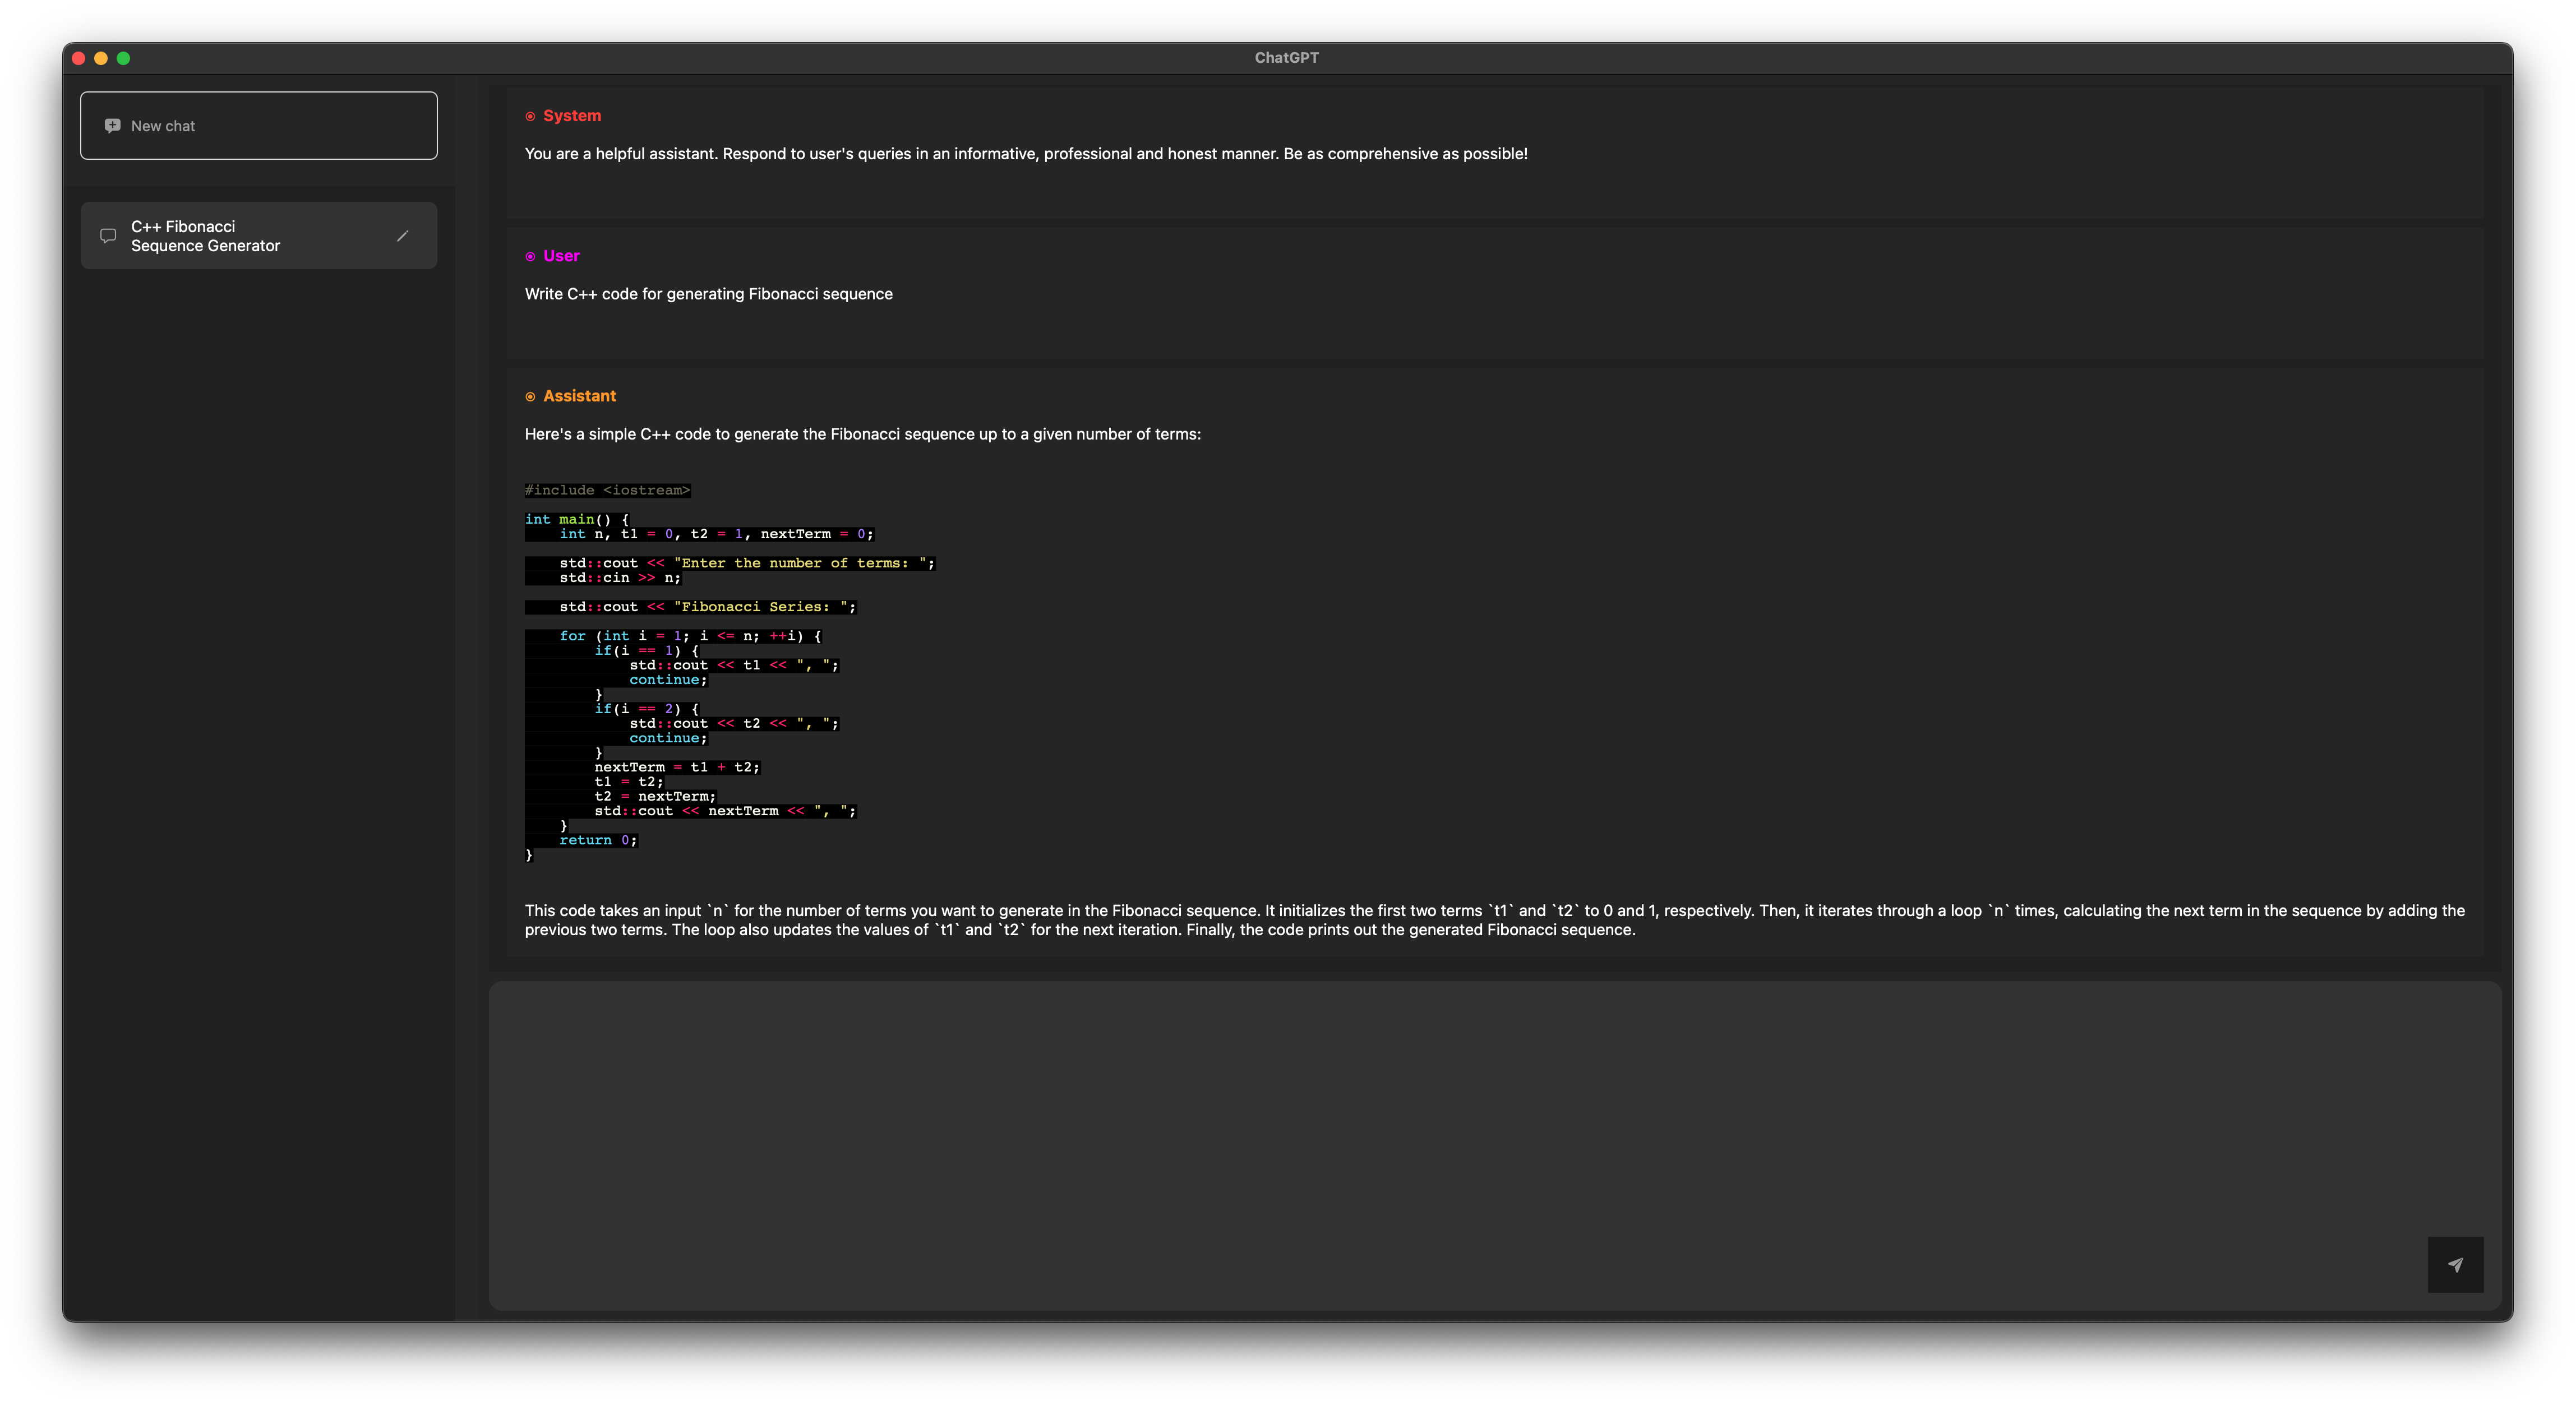 ChatGPT
New chat
C++ Fibonacci
Sequence Generator
System
You are a helpful assistant. Respond to user's queries in an informative, professional and honest manner. Be as comprehensive as possible!
User
Write C++ code for generating Fibonacci sequence
Assistant
Here's a simple C++ code to generate the Fibonacci sequence up to a given number of terms:
#include <iostream>
int main() {
    int n, t1 = 0, t2 = 1, nextTerm = 0;
    std::cout << "Enter the number of terms: ";
    std::cin >> n;
    std::cout << "Fibonacci Series: ";
    for (int i = 1; i <= n; ++i) {
        if(i == 1) {
            std::cout << t1 << ", ";
            continue;
        }
        if(i == 2) {
            std::cout << t2 << ", ";
            continue;
        }
        nextTerm = t1 + t2;
        t1 = t2;
        t2 = nextTerm;
        std::cout << nextTerm << ", ";
    }
    return 0;
}
This code takes an input `n` for the number of terms you want to generate in the Fibonacci sequence. It initializes the first two terms `t1` and `t2` to 0 and 1, respectively. Then, it iterates through a loop `n` times, calculating the next term in the sequence by adding the
previous two terms. The loop also updates the values of `t1` and `t2` for the next iteration. Finally, the code prints out the generated Fibonacci sequence.